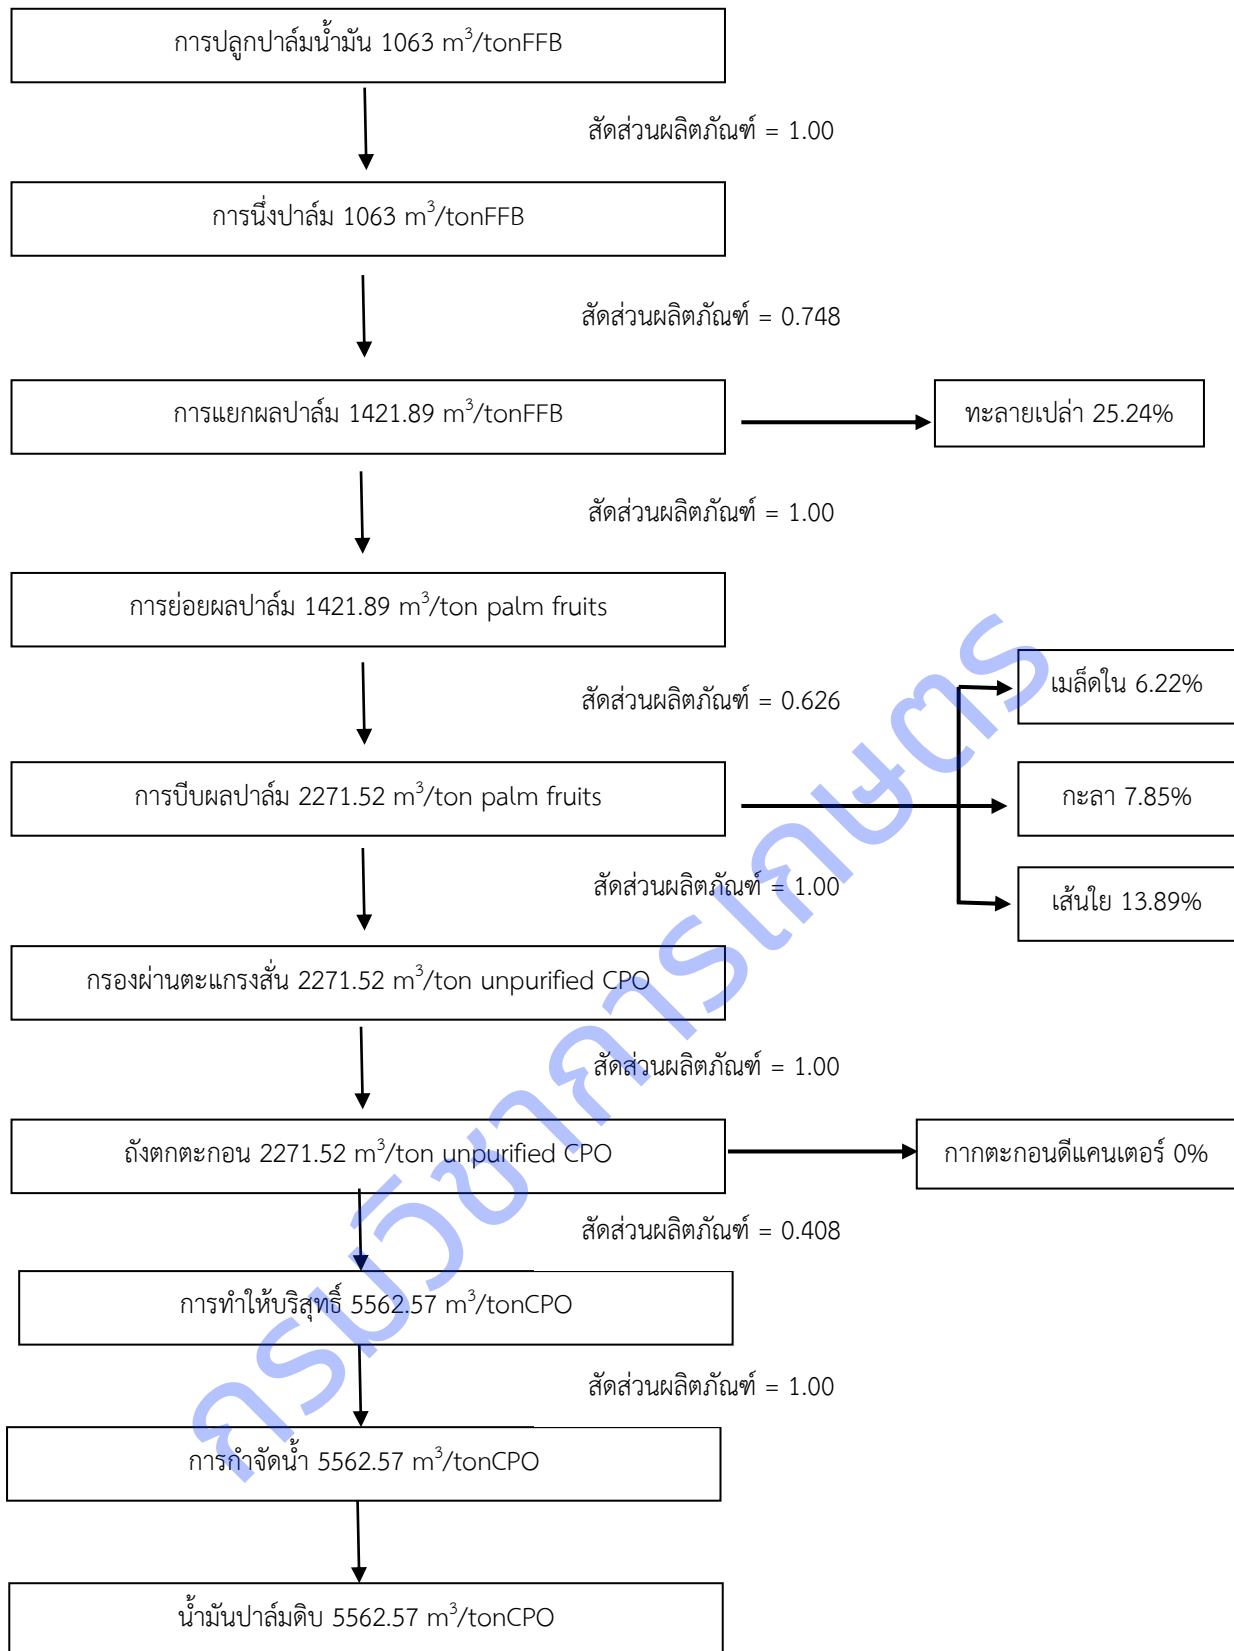 การปลูกปาล์มน้ำมัน 1063 m³/tonFFB
สัดส่วนผลิตภัณฑ์ = 1.00
การนึ่งปาล์ม 1063 m³/tonFFB
สัดส่วนผลิตภัณฑ์ = 0.748
การแยกผลปาล์ม 1421.89 m³/tonFFB
ทะลายเปล่า 25.24%
สัดส่วนผลิตภัณฑ์ = 1.00
การย่อยผลปาล์ม 1421.89 m³/ton palm fruits
สัดส่วนผลิตภัณฑ์ = 0.626
เมล็ดใน 6.22%
การบีบผลปาล์ม 2271.52 m³/ton palm fruits
กะลา 7.85%
สัดส่วนผลิตภัณฑ์ = 1.00
เส้นใย 13.89%
กรองผ่านตะแกรงสั่น 2271.52 m³/ton unpurified CPO
สัดส่วนผลิตภัณฑ์ = 1.00
ถังตกตะกอน 2271.52 m³/ton unpurified CPO
กากตะกอนดีแคนเตอร์ 0%
สัดส่วนผลิตภัณฑ์ = 0.408
การทำให้บริสุทธิ์ 5562.57 m³/tonCPO
สัดส่วนผลิตภัณฑ์ = 1.00
การกำจัดน้ำ 5562.57 m³/tonCPO
น้ำมันปาล์มดิบ 5562.57 m³/tonCPO
กรมวิชาการเกษตร